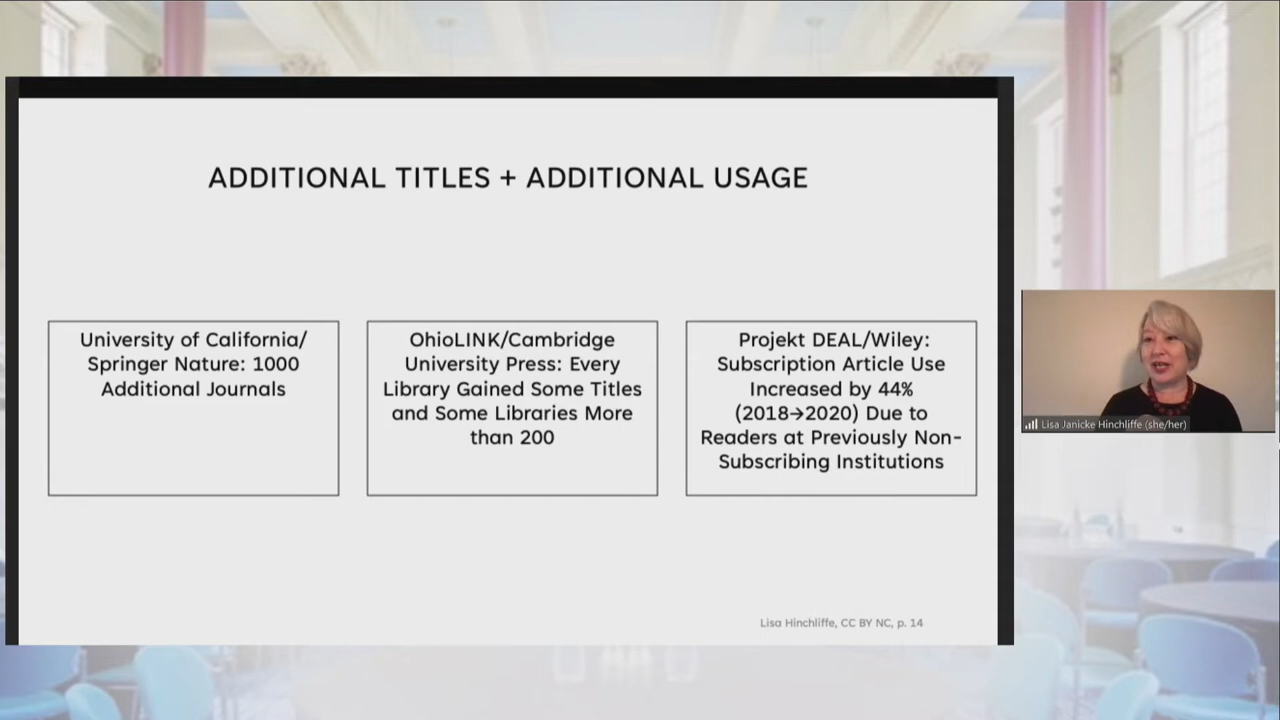 ADDITIONAL TITLES + ADDITIONAL USAGE
University of California/
Springer Nature: 1000
Additional Journals
OhioLINK/Cambridge
University Press: Every
Library Gained Some Titles
and Some Libraries More
than 200
Projekt DEAL/Wiley:
Subscription Article Use
Increased by 44%
(2018→2020) Due to
Readers at Previously Non-
Subscribing Institutions
Lisa Janicke Hinchliffe (she/her)
Lisa Hinchliffe, CC BY NC, p. 14